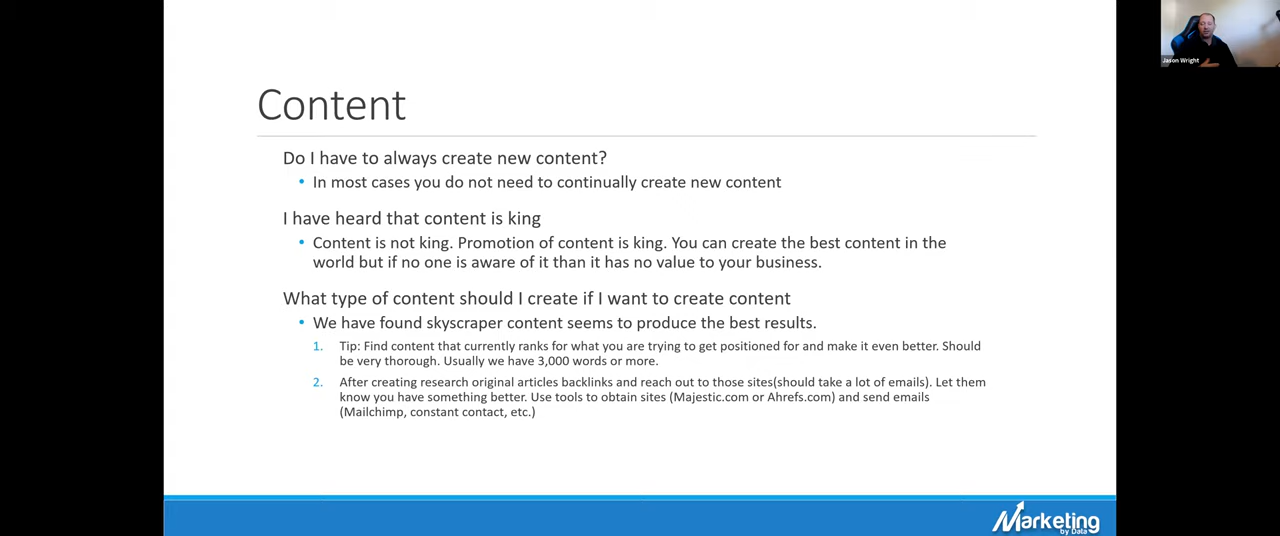 Jason Wright
Content
Do I have to always create new content?
• In most cases you do not need to continually create new content
I have heard that content is king
• Content is not king. Promotion of content is king. You can create the best content in the
world but if no one is aware of it than it has no value to your business.
What type of content should I create if I want to create content
• We have found skyscraper content seems to produce the best results.
1. Tip: Find content that currently ranks for what you are trying to get positioned for and make it even better. Should
be very thorough. Usually we have 3,000 words or more.
2. After creating research original articles backlinks and reach out to those sites(should take a lot of emails). Let them
know you have something better. Use tools to obtain sites (Majestic.com or Ahrefs.com) and send emails
(Mailchimp, constant contact, etc.)
Marketing
by Data